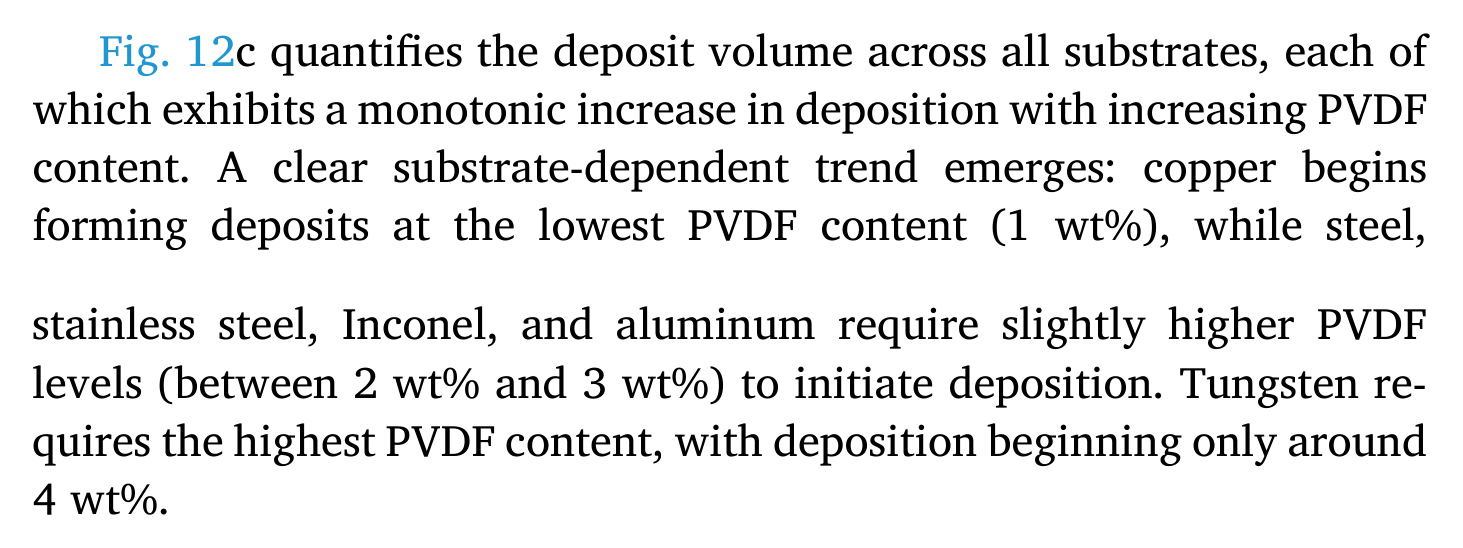 Fig. 12c quantifies the deposit volume across all substrates, each of
which exhibits a monotonic increase in deposition with increasing PVDF
content. A clear substrate-dependent trend emerges: copper begins
forming deposits at the lowest PVDF content (1 wt%), while steel,
stainless steel, Inconel, and aluminum require slightly higher PVDF
levels (between 2 wt% and 3 wt%) to initiate deposition. Tungsten re-
quires the highest PVDF content, with deposition beginning only around
4 wt%.